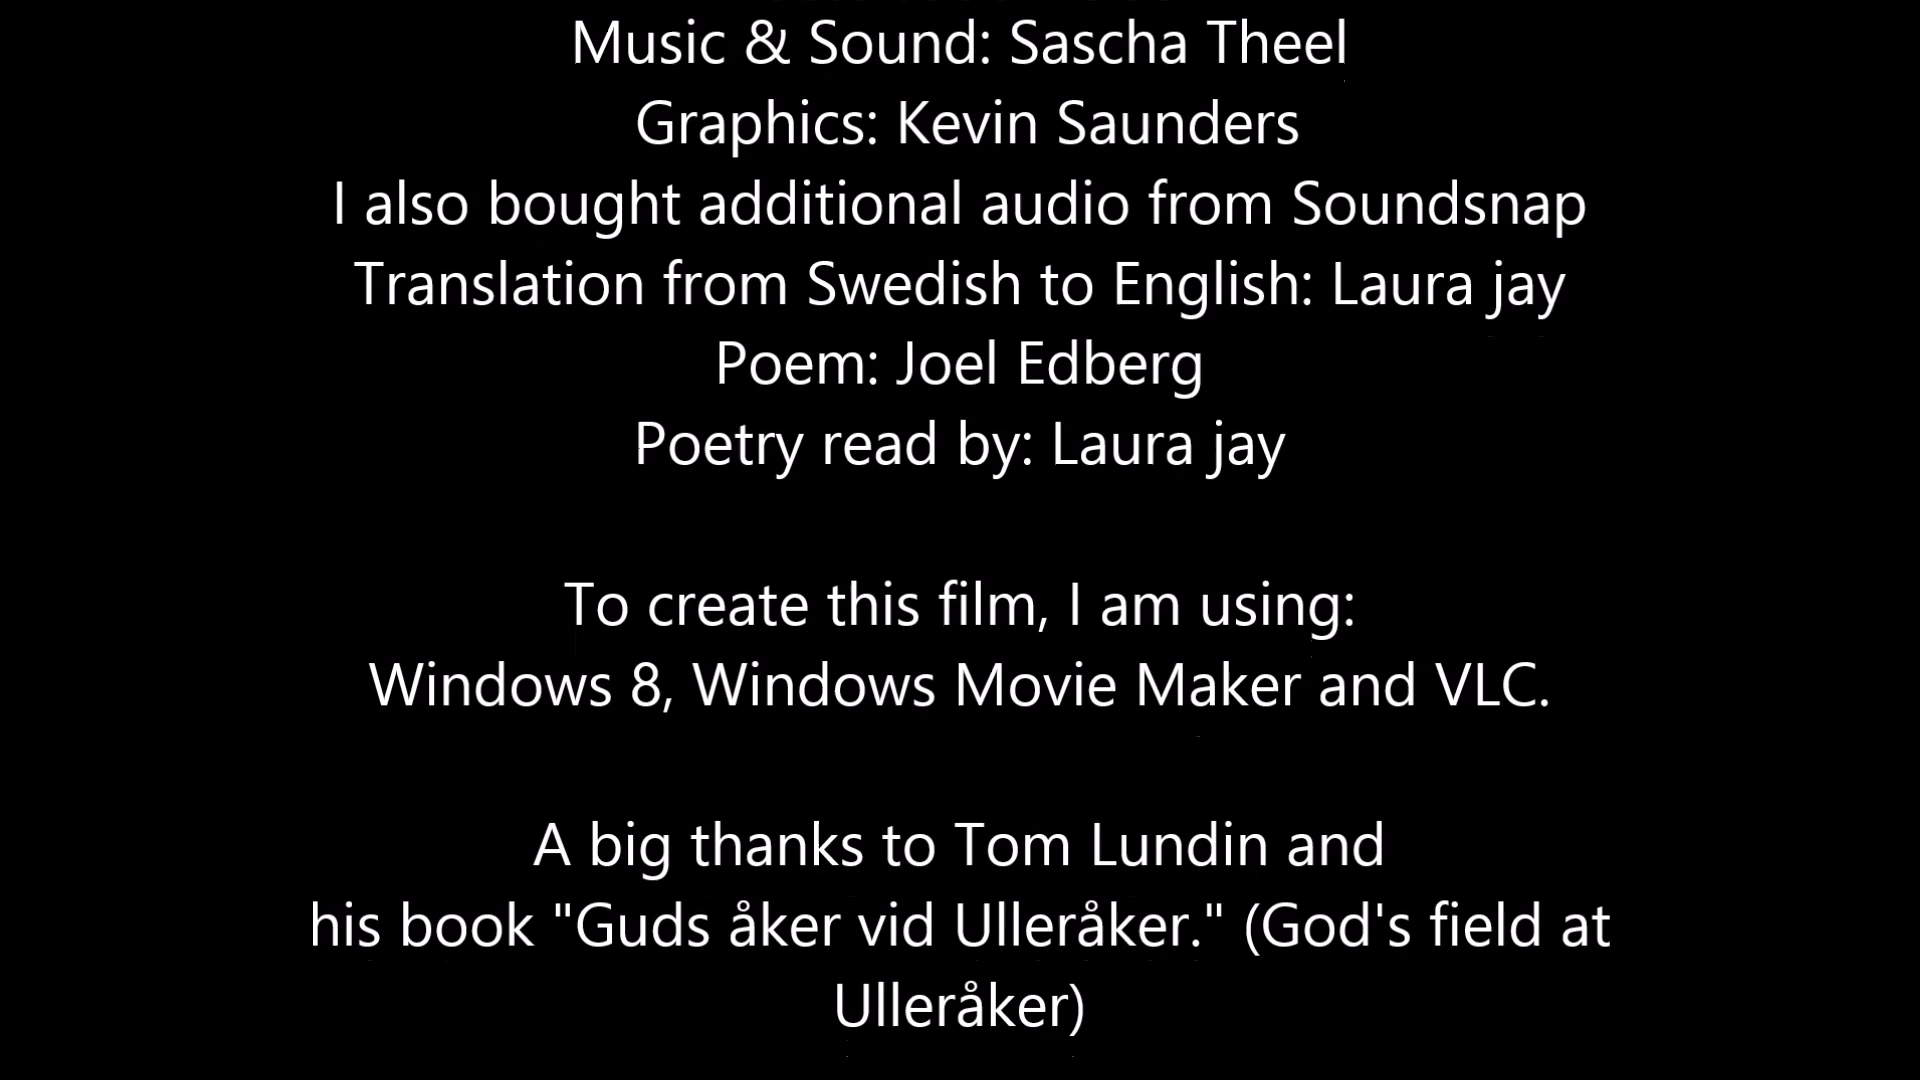 Music & Sound: Sascha Theel
Graphics: Kevin Saunders
I also bought additional audio from Soundsnap
Translation from Swedish to English: Laura jay
Poem: Joel Edberg
Poetry read by: Laura jay
To create this film, I am using:
Windows 8, Windows Movie Maker and VLC.
A big thanks to Tom Lundin and
his book "Guds åker vid Ulleråker." (God's field at
Ulleråker)